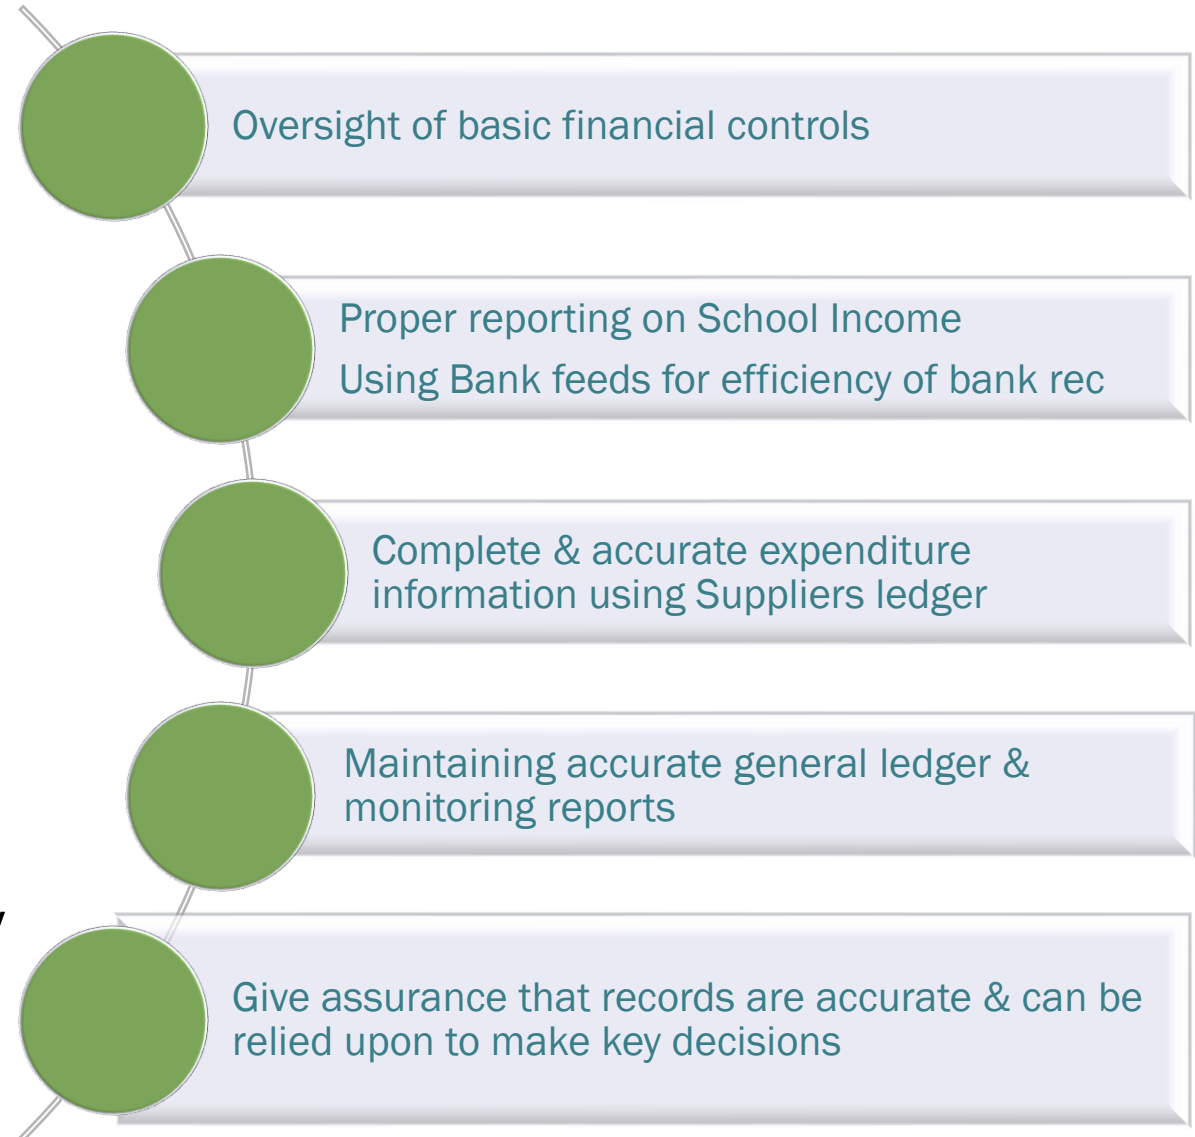 Oversight of basic financial controls
Proper reporting on School Income
Using Bank feeds for efficiency of bank rec
Complete & accurate expenditure
information using Suppliers ledger
Maintaining accurate general ledger &
monitoring reports
Give assurance that records are accurate & can be
relied upon to make key decisions